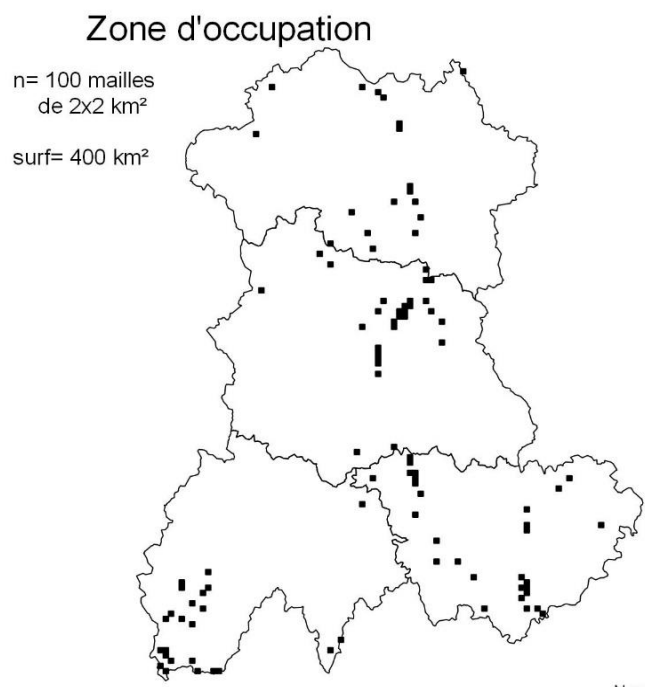 Zone d'occupation
n= 100 mailles
de 2x2 km²
surf= 400 km²